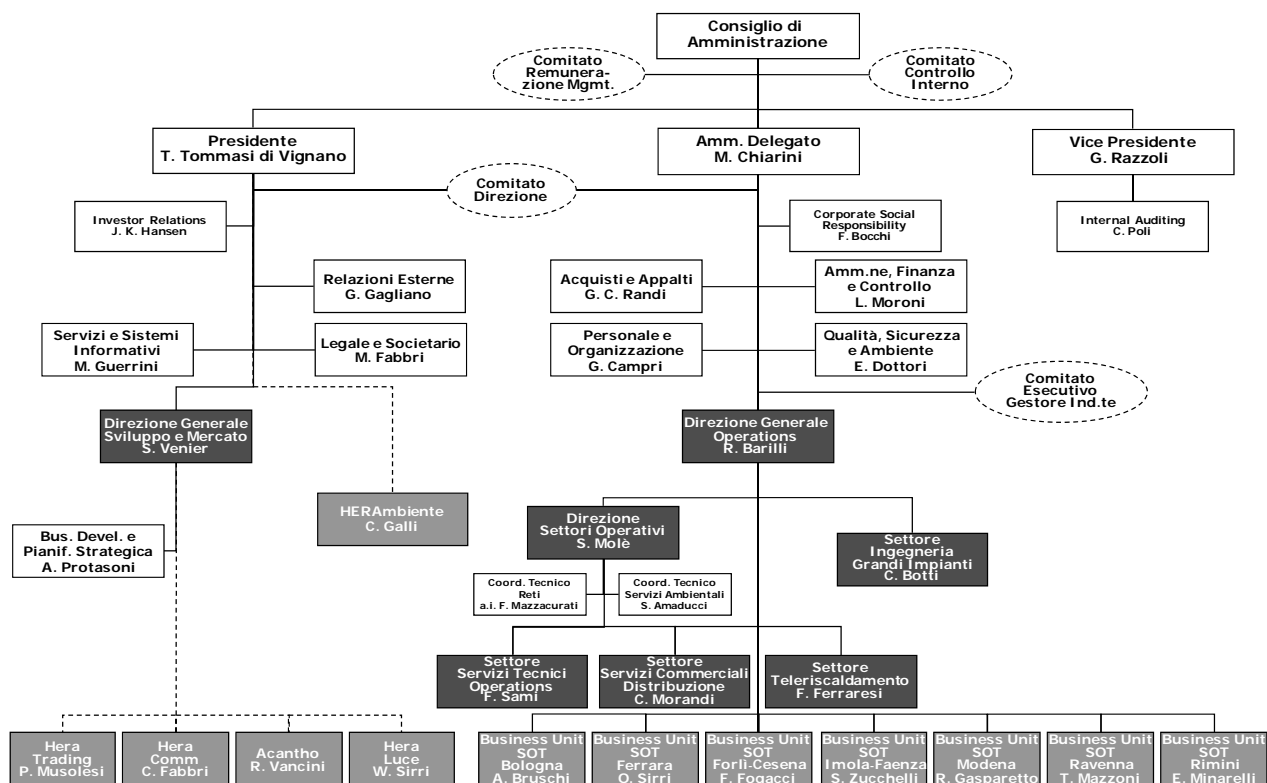 Consiglio di
Amministrazione
Comitato
Remunera-
zione Mgmt.
Comitato
Controllo
Interno
Presidente
T. Tommasi di Vignano
Amm. Delegato
M. Chiarini
Vice Presidente
G. Razzoli
Comitato
Direzione
Investor Relations
J. K. Hansen
Corporate Social
Responsibility
F. Bocchi
Internal Auditing
C. Poli
Relazioni Esterne
G. Gagliano
Acquisti e Appalti
G. C. Randi
Amm.ne, Finanza
e Controllo
L. Moroni
Servizi e Sistemi
Informativi
M. Guerrini
Legale e Societario
M. Fabbri
Personale e
Organizzazione
G. Campri
Qualità, Sicurezza
e Ambiente
E. Dottori
Comitato
Esecutivo
Gestore Ind.te
Direzione Generale
Sviluppo e Mercato
S. Venier
Direzione Generale
Operations
R. Barilli
HERAmbiente
C. Galli
Bus. Devel. e
Pianif. Strategica
A. Protasoni
Direzione
Settori Operativi
S. Molè
Settore
Ingegneria
Grandi Impianti
C. Botti
Coord. Tecnico
Reti
a.i. F. Mazzacurati
Coord. Tecnico
Servizi Ambientali
S. Amaducci
Settore
Servizi Tecnici
Operations
F. Sami
Settore
Servizi Commerciali
Distribuzione
C. Morandi
Settore
Teleriscaldamento
F. Ferraresi
Hera
Trading
P. Musolesi
Hera
Comm
C. Fabbri
Acantho
R. Vancini
Hera
Luce
W. Sirri
Business Unit
SOT
Bologna
A. Bruschi
Business Unit
SOT
Ferrara
O. Sirri
Business Unit
SOT
Forlì-Cesena
F. Fogacci
Business Unit
SOT
Imola-Faenza
S. Zucchelli
Business Unit
SOT
Modena
R. Gasparetto
Business Unit
SOT
Ravenna
T. Mazzoni
Business Unit
SOT
Rimini
E. Minarelli